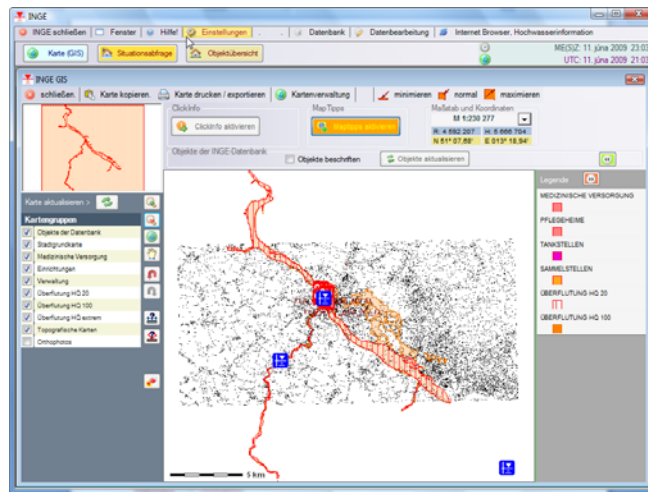 INGE
INGE schließen Fenster Hilfe! Einstellungen Datenbank Datenbearbeitung Internet Browser, Hochwasserinformation
Karte (GIS) Situationsabfrage Objektübersicht
ME(S)Z: 11. júna 2009 23:03
UTC: 11. júna 2009 21:03
INGE GIS
schließen. Karte kopieren. Karte drucken / exportieren Kartenverwaltung minimieren normal maximieren
ClickInfo
ClickInfo aktivieren
MapTipps
Maptipps aktivieren
Maßstab und Koordinaten
M 1:230 277
R: 4 592 207 H: 5 666 704
N 51° 07,68' E 013° 18,94'
Objekte der INGE-Datenbank
Objekte beschriften
Objekte aktualisieren
Karte aktualisieren >
Kartengruppen
Objekte der Datenbank
Stadtgrundkarte
Medizinische Versorgung
Einrichtungen
Verwaltung
Überflutung HQ 20
Überflutung HQ 100
Überflutung HQ extrem
Topografische Karten
Orthophotos
5 km
Legende
MEDIZINISCHE VERSORGUNG
PFLEGEHEIME
TANKSTELLEN
SAMMELSTELLEN
ÜBERFLUTUNG HQ 20
ÜBERFLUTUNG HQ 100